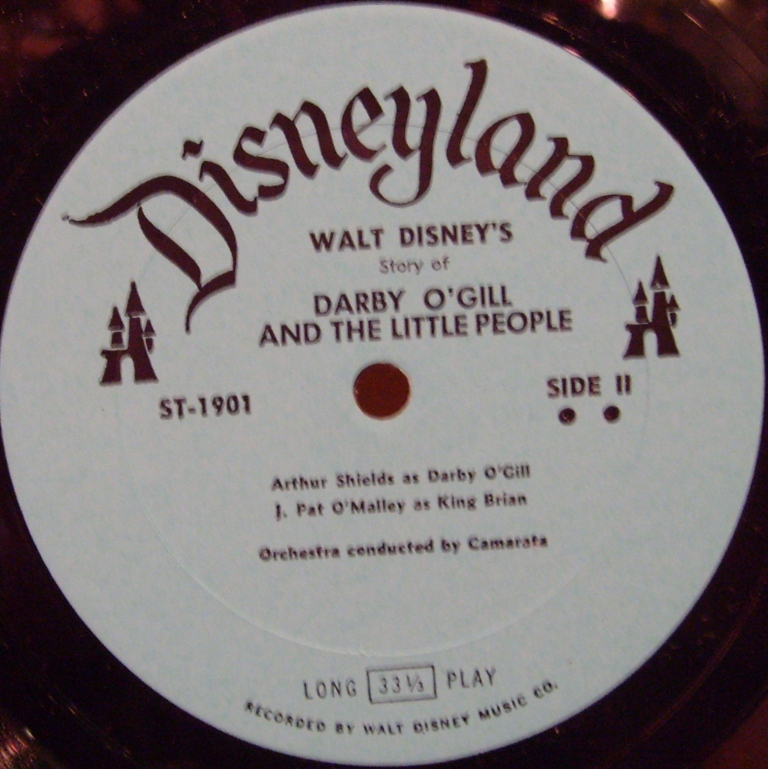 Disneyland
WALT DISNEY'S
Story of
DARBY O'GILL
AND THE LITTLE PEOPLE
ST-1901
SIDE II
Arthur Shields as Darby O'Gill
J. Pat O'Malley as King Brian
Orchestra conducted by Camarata
LONG 33⅓ PLAY
RECORDED BY WALT DISNEY MUSIC CO.